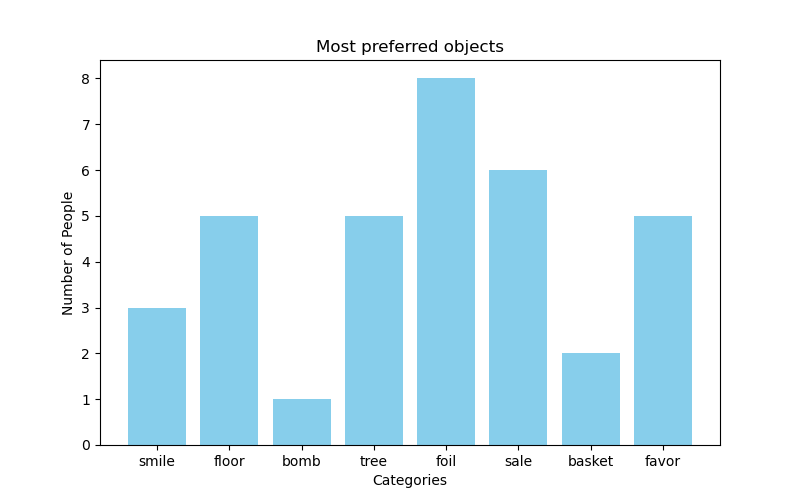 Most preferred objects
Number of People
8
7
6
5
4
3
2
1
0
smile floor bomb tree foil sale basket favor
Categories